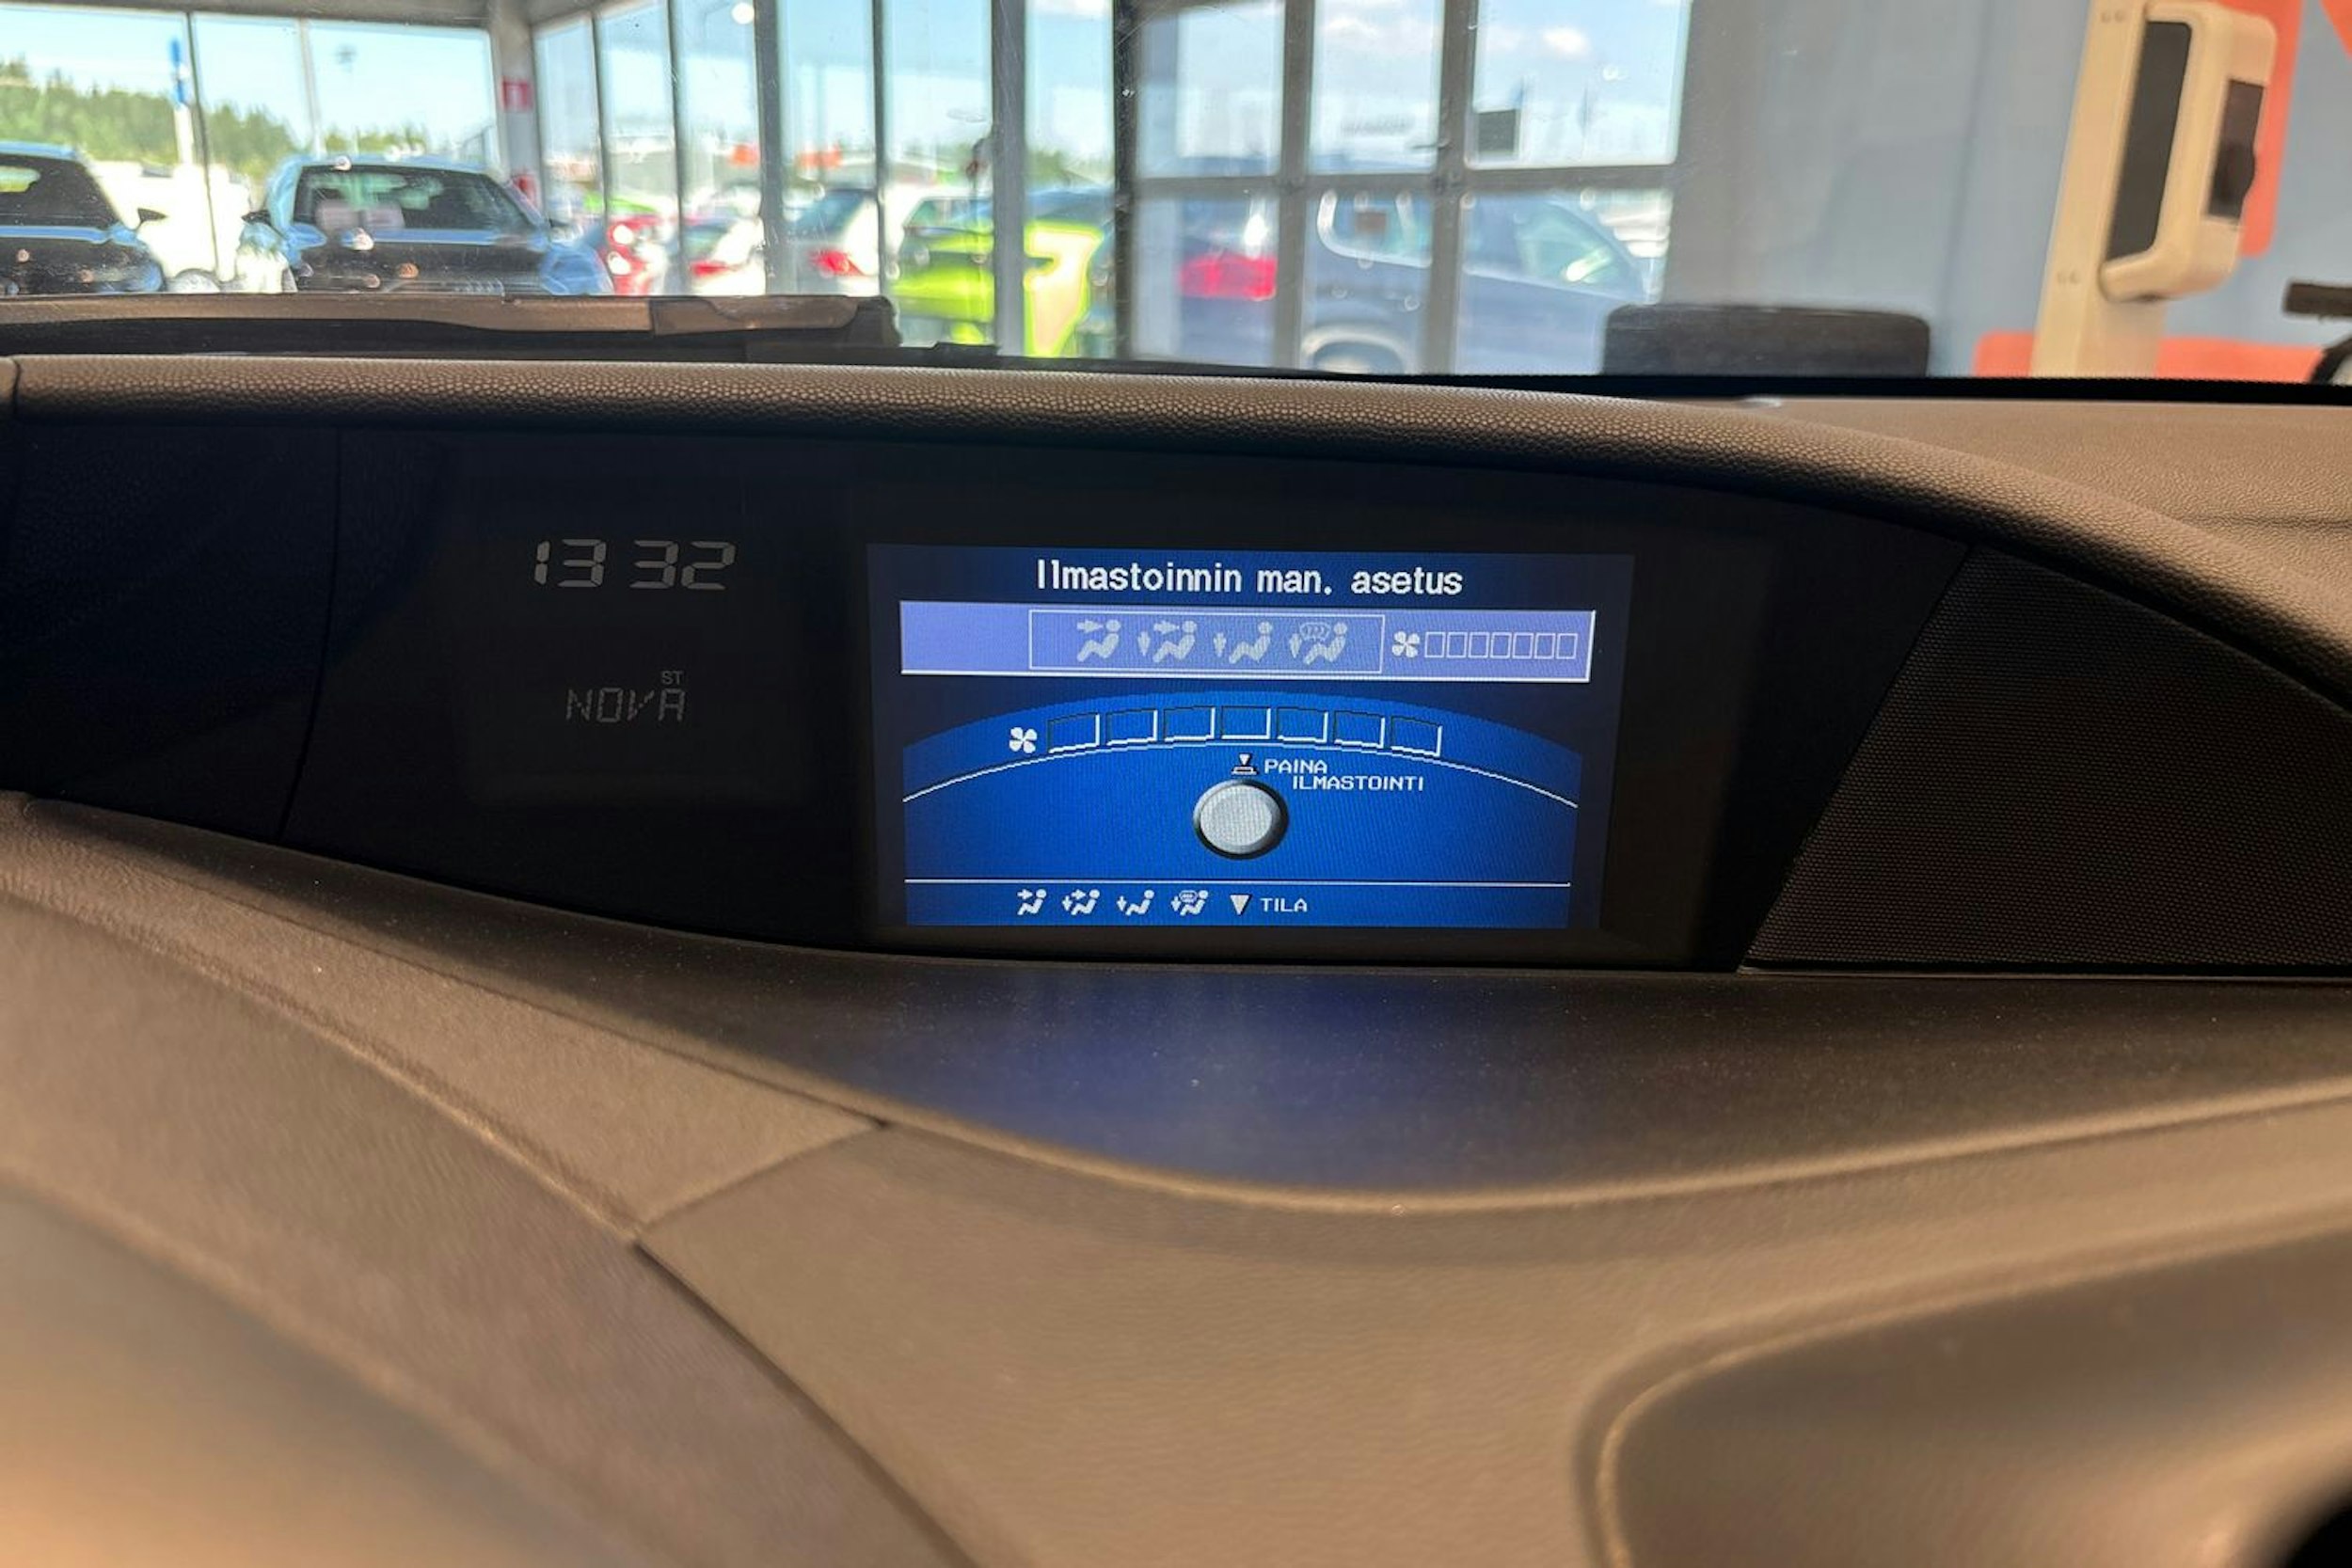 13 32
ST
NOVA
Ilmastoinnin man. asetus
PAINA
ILMASTOINTI
TILA